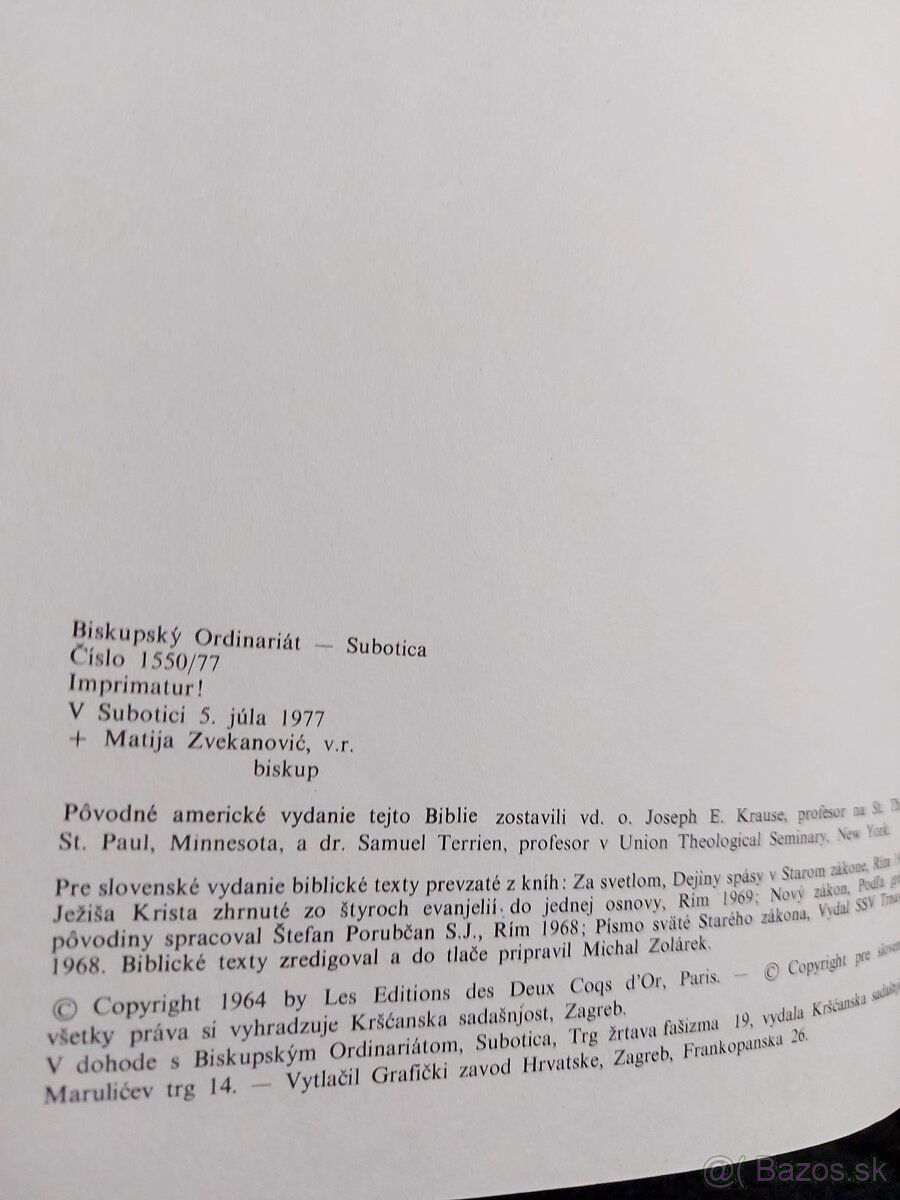 Biskupský Ordinariát — Subotica
Číslo 1550/77
Imprimatur!
V Subotici 5. júla 1977
+ Matija Zvekanović, v.r.
biskup
Pôvodné americké vydanie tejto Biblie zostavili vd. o. Joseph E. Krause, profesor na St.
St. Paul, Minnesota, a dr. Samuel Terrien, profesor v Union Theological Seminary, New York.
Pre slovenské vydanie biblické texty prevzaté z kníh: Za svetlom, Dejiny spásy v Starom zákone, Rím
Ježiša Krista zhrnuté zo štyroch evanjelií do jednej osnovy, Rím 1969; Nový zákon, Podľa
pôvodiny spracoval Štefan Porubčan S.J., Rím 1968; Písmo sväté Starého zákona, Vydal SSV
1968. Biblické texty zredigoval a do tlače pripravil Michal Zolárek.
© Copyright 1964 by Les Editions des Deux Coqs d'Or, Paris. — © Copyright pre
všetky práva si vyhradzuje Kršćanska sadašnjost, Zagreb.
V dohode s Biskupským Ordinariátom, Subotica, Trg žrtava fašizma 19, vydala Kršćanska
Marulićev trg 14. — Vytlačil Grafički zavod Hrvatske, Zagreb, Frankopanska 26.
@( Bazos.sk